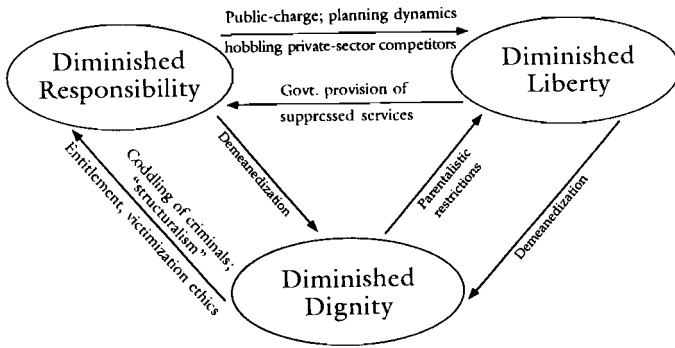 Public-charge; planning dynamics
hobbling private-sector competitors
Diminished
Responsibility
Diminished
Liberty
Govt. provision of
suppressed services
Demeanedization
Parentalistic
restrictions
Demeanedization
Coddling of criminals;
"structuralism"
Entitlement, victimization ethics
Diminished
Dignity